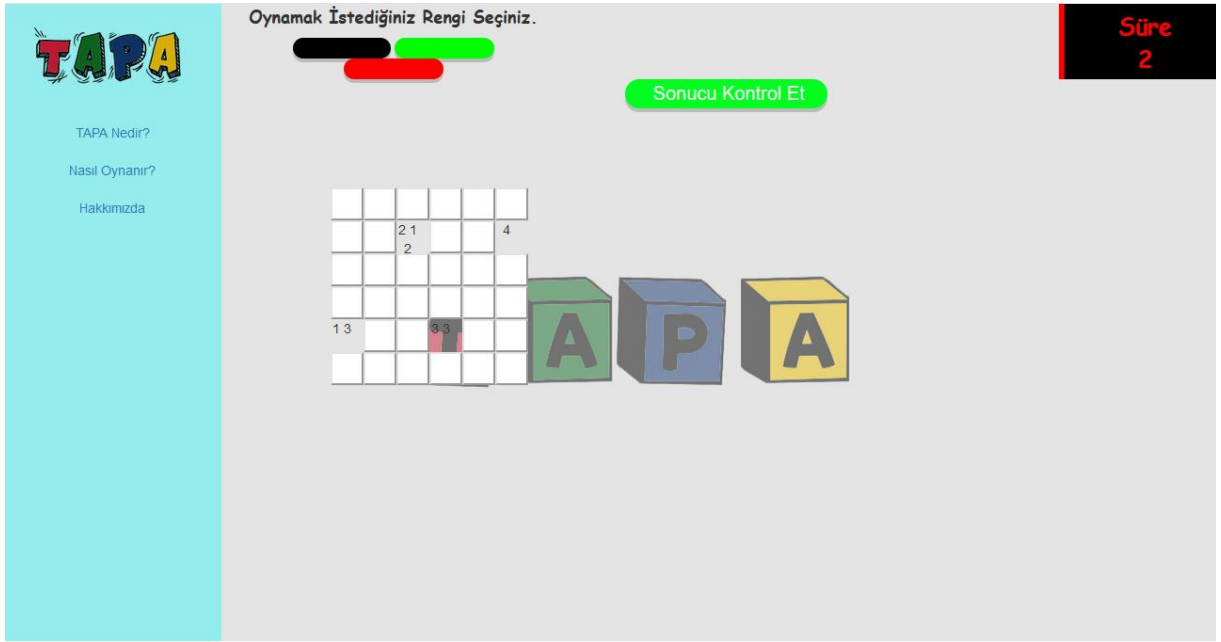 TAPA
TAPA Nedir?
Nasıl Oynanır?
Hakkımızda
Oynamak İstediğiniz Rengi Seçiniz.
Süre
2
Sonucu Kontrol Et
2 1
2
4
1 3
3 3
T A P A